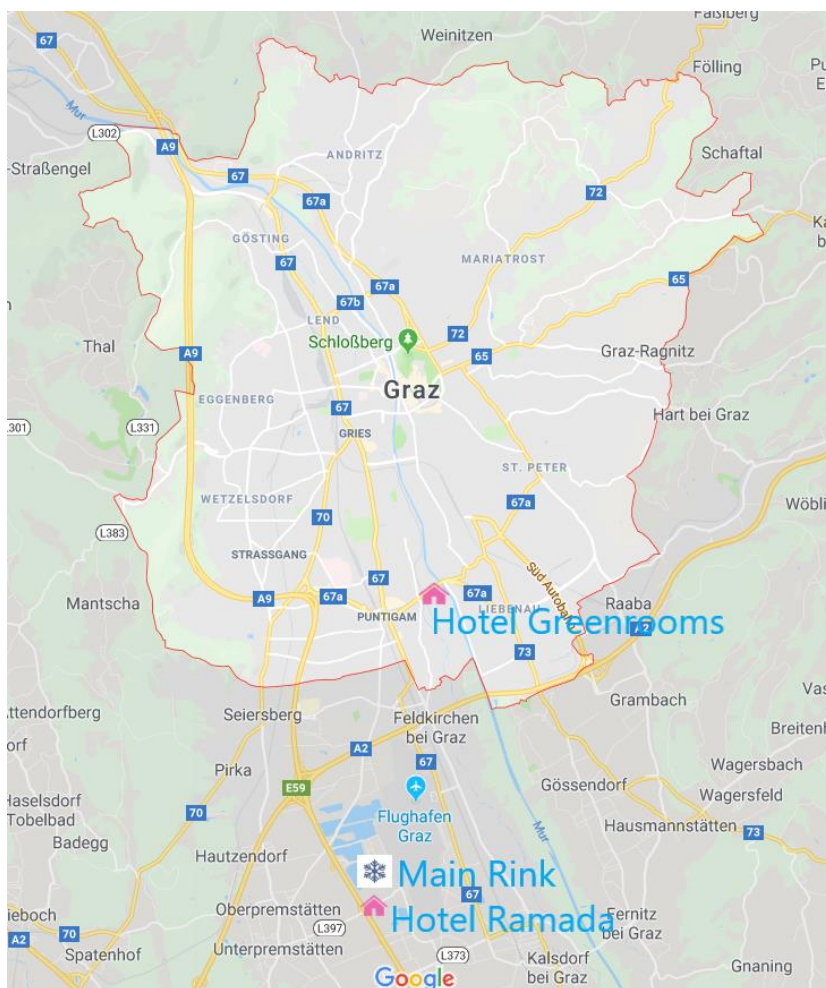 Faßlberg
67
Weinitzen
Fölling
Mur
L302
A9
-Straßengel
67
ANDRITZ
Schaftal
67a
72
GÖSTING
67
MARIATROST
65
67a
67b
LEND
72
Schloßberg
65
Thal
A9
Graz-Ragnitz
Graz
EGGENBERG
67
Hart bei Graz
L331
GRIES
ST. PETER
WETZELSDORF
67a
70
L383
STRASSGANG
Süd Autobahn
67
A9
67a
67a
Mantscha
LIEBENAU
Raaba
PUNTIGAM
Hotel Greenrooms
A2
73
Grambach
Seiersberg
Feldkirchen
bei Graz
A2
67
Pirka
Wagersbach
E59
Gössendorf
Wagersfeld
Haselsdorf
Tobelbad
70
Flughafen
Graz
Mur
Hausmannstätten
73
Badegg
Hautzendorf
Main Rink
67
Oberpremstätten
Hotel Ramada
L397
Fernitz
bei Graz
70
A2
Unterpremstätten
L373
Spatenhof
Kalsdorf
bei Graz
Gnaning
Google